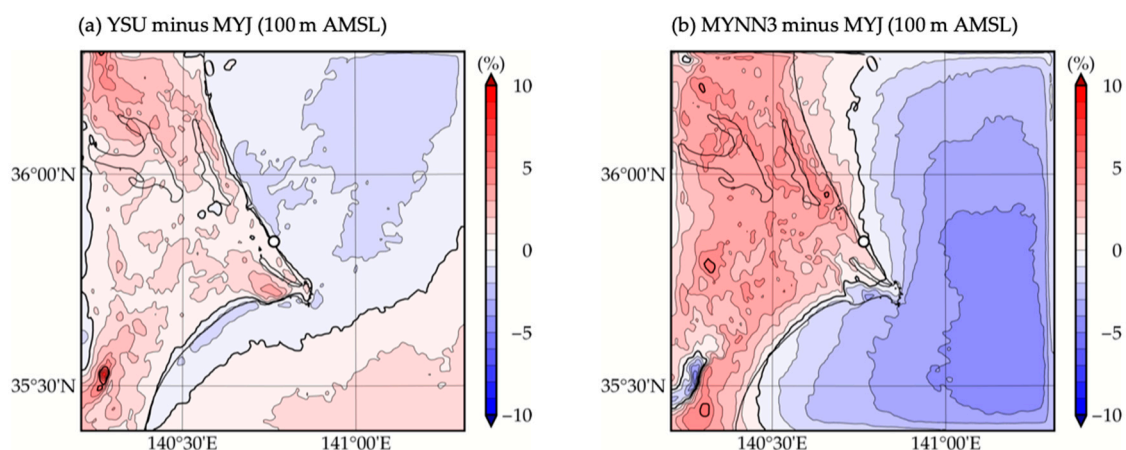 (a) YSU minus MYJ (100 m AMSL)
(b) MYNN3 minus MYJ (100 m AMSL)
(%)
10
5
0
−5
−10
36°00'N
35°30'N
140°30'E
141°00'E
(%)
10
5
0
−5
−10
36°00'N
35°30'N
140°30'E
141°00'E